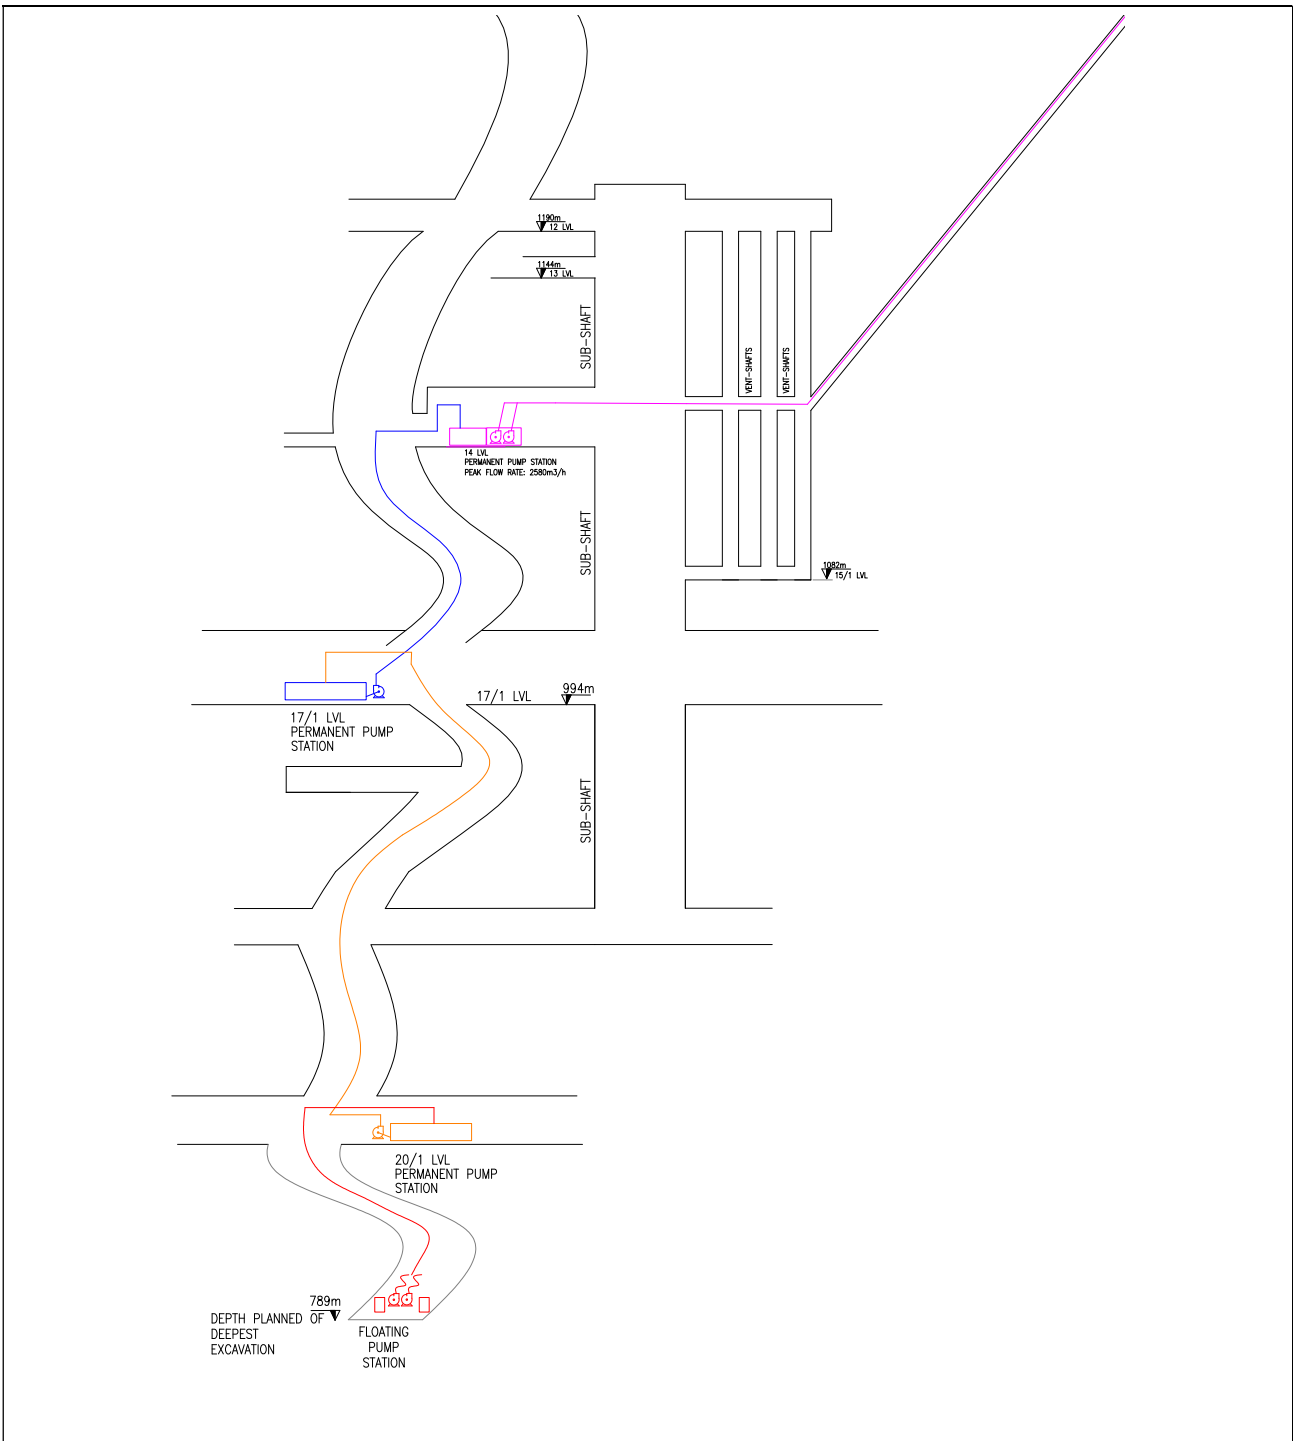 1190m
12 LVL
1144m
13 LVL
SUB-SHAFT
VENT-SHAFTS
VENT-SHAFTS
14 LVL
PERMANENT PUMP STATION
PEAK FLOW RATE: 2580m3/h
SUB-SHAFT
1082m
15/1 LVL
994m
17/1 LVL
17/1 LVL
PERMANENT PUMP
STATION
SUB-SHAFT
20/1 LVL
PERMANENT PUMP
STATION
789m
DEPTH PLANNED OF
DEEPEST
EXCAVATION
FLOATING
PUMP
STATION